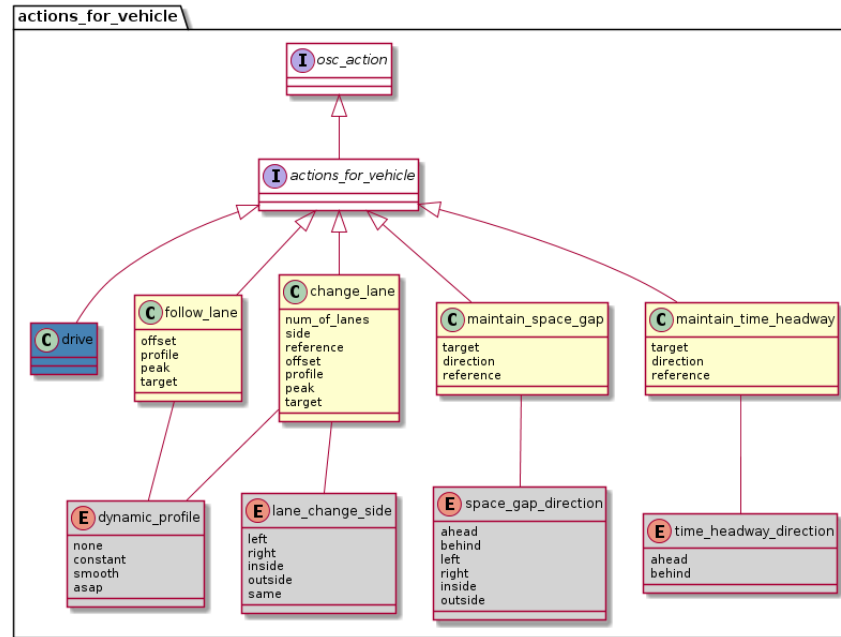 actions_for_vehicle
I osc_action
I actions_for_vehicle
C drive
C follow_lane
offset
profile
peak
target
C change_lane
num_of_lanes
side
reference
offset
profile
peak
target
C maintain_space_gap
target
direction
reference
C maintain_time_headway
target
direction
reference
E dynamic_profile
none
constant
smooth
asap
E lane_change_side
left
right
inside
outside
same
E space_gap_direction
ahead
behind
left
right
inside
outside
E time_headway_direction
ahead
behind